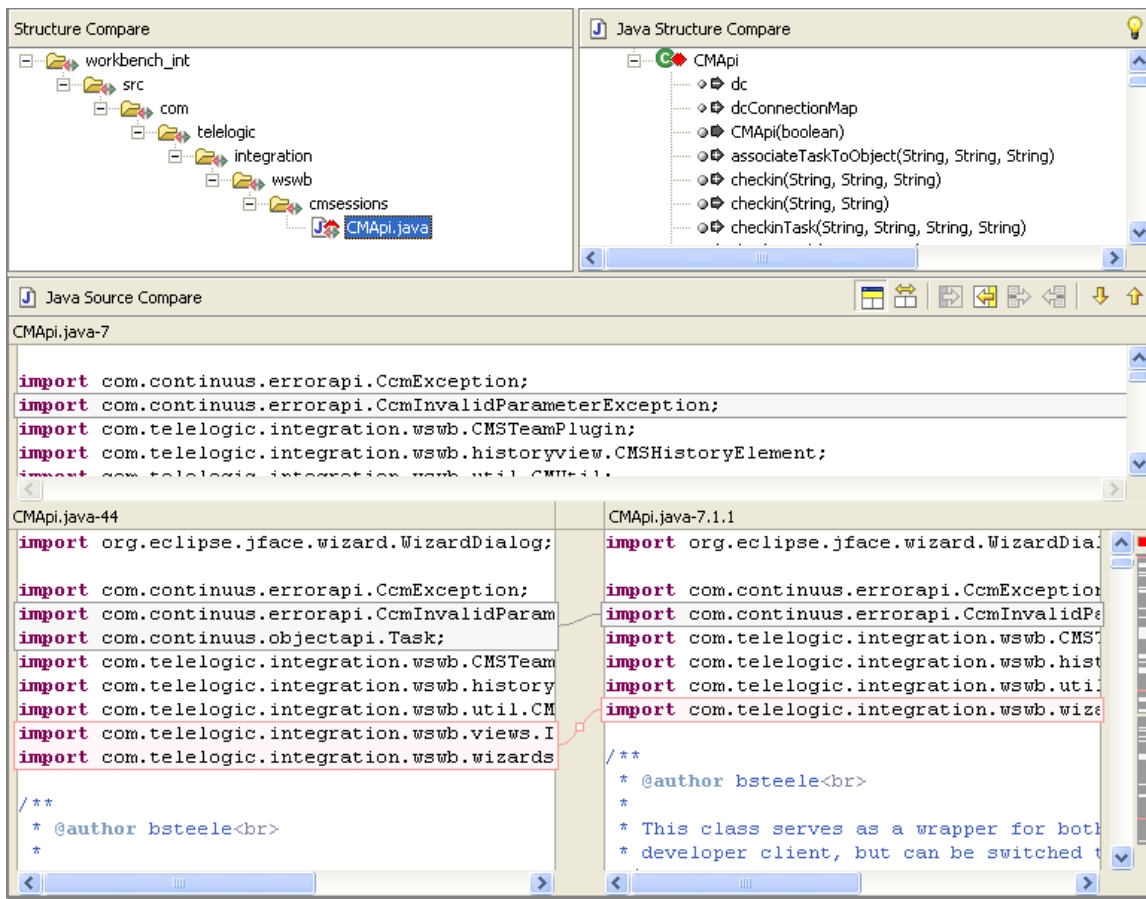 Structure Compare
workbench_int
src
com
telelogic
integration
wswb
cmsessions
CMApi.java
Java Structure Compare
CMApi
dc
dcConnectionMap
CMApi(boolean)
associateTaskToObject(String, String, String)
checkin(String, String, String)
checkin(String, String)
checkinTask(String, String, String, String)
Java Source Compare
CMApi.java-7
import com.continuus.errorapi.CcmException;
import com.continuus.errorapi.CcmInvalidParameterException;
import com.telelogic.integration.wswb.CMSTeamPlugin;
import com.telelogic.integration.wswb.historyview.CMSHistoryElement;
import com.telelogic.integration.wswb.util.CMUtil;
CMApi.java-44
import org.eclipse.jface.wizard.WizardDialog;
import com.continuus.errorapi.CcmException;
import com.continuus.errorapi.CcmInvalidParam
import com.continuus.objectapi.Task;
import com.telelogic.integration.wswb.CMSTeam
import com.telelogic.integration.wswb.history
import com.telelogic.integration.wswb.util.CM
import com.telelogic.integration.wswb.views.I
import com.telelogic.integration.wswb.wizards
/**
* @author bsteele<br>
*
CMApi.java-7.1.1
import org.eclipse.jface.wizard.WizardDial
import com.continuus.errorapi.CcmException
import com.continuus.errorapi.CcmInvalidPa
import com.telelogic.integration.wswb.CMST
import com.telelogic.integration.wswb.hist
import com.telelogic.integration.wswb.util
import com.telelogic.integration.wswb.wiza
/**
* @author bsteele<br>
*
* This class serves as a wrapper for both
* developer client, but can be switched t